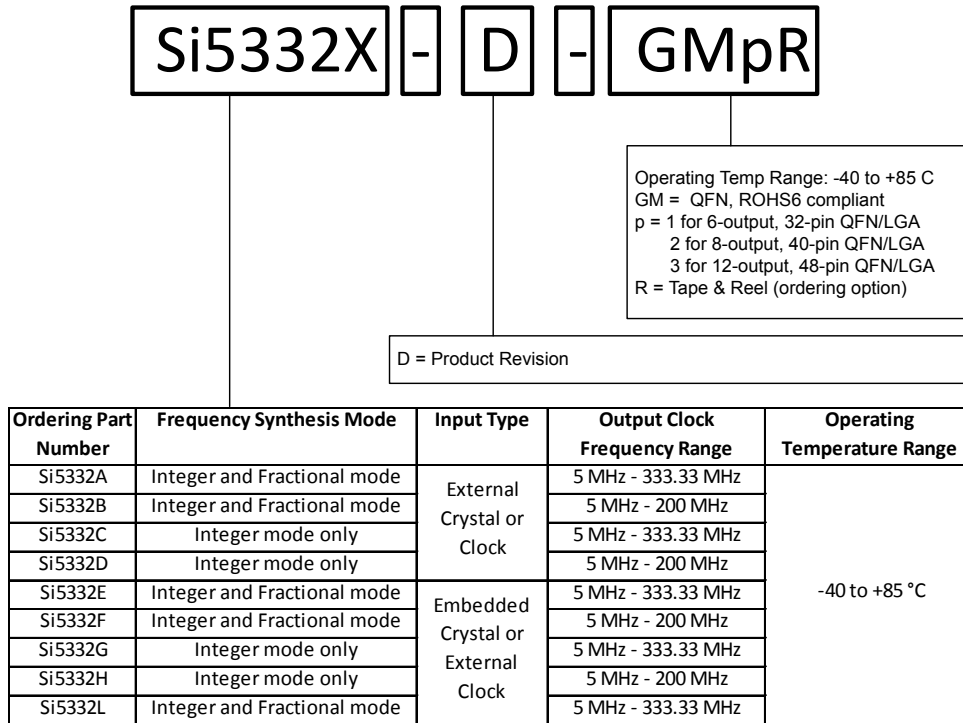 Si5332X - D - GMpR
Operating Temp Range: -40 to +85 C
GM = QFN, ROHS6 compliant
p = 1 for 6-output, 32-pin QFN/LGA
2 for 8-output, 40-pin QFN/LGA
3 for 12-output, 48-pin QFN/LGA
R = Tape & Reel (ordering option)
D = Product Revision
Ordering Part Number Frequency Synthesis Mode Input Type Output Clock Frequency Range Operating Temperature Range
Si5332A Integer and Fractional mode External Crystal or Clock 5 MHz - 333.33 MHz -40 to +85 °C
Si5332B Integer and Fractional mode 5 MHz - 200 MHz
Si5332C Integer mode only 5 MHz - 333.33 MHz
Si5332D Integer mode only 5 MHz - 200 MHz
Si5332E Integer and Fractional mode Embedded Crystal or External Clock 5 MHz - 333.33 MHz
Si5332F Integer and Fractional mode 5 MHz - 200 MHz
Si5332G Integer mode only 5 MHz - 333.33 MHz
Si5332H Integer mode only 5 MHz - 200 MHz
Si5332L Integer and Fractional mode 5 MHz - 333.33 MHz